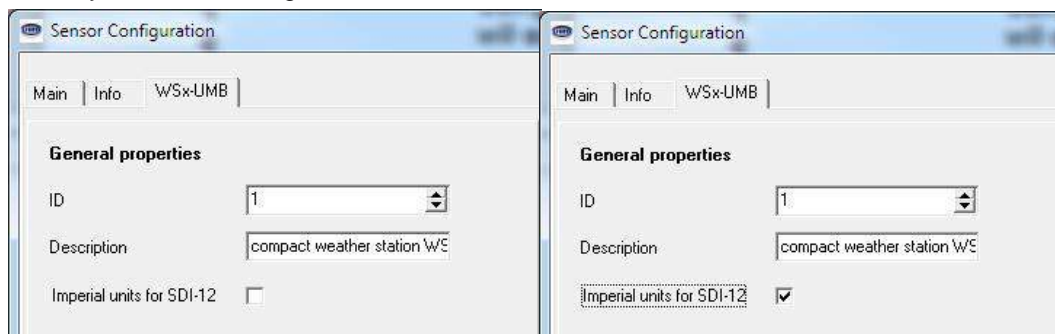 Sensor Configuration
Main Info WSx-UMB
General properties
ID 1
Description compact weather station WS
Imperial units for SDI-12
Sensor Configuration
Main Info WSx-UMB
General properties
ID 1
Description compact weather station WS
Imperial units for SDI-12